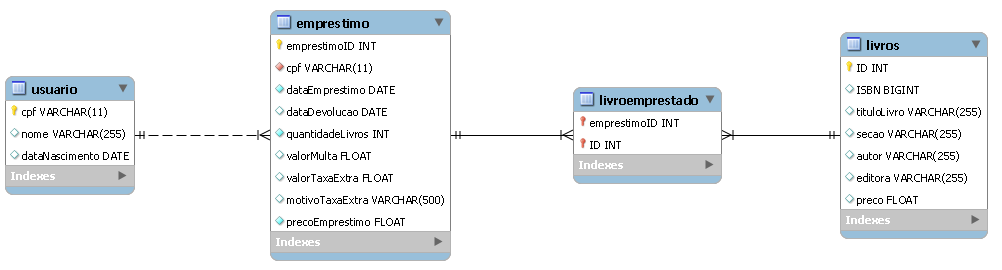 usuario
cpf VARCHAR(11)
nome VARCHAR(255)
dataNascimento DATE
Indexes
emprestimo
emprestimoID INT
cpf VARCHAR(11)
dataEmprestimo DATE
dataDevolucao DATE
quantidadeLivros INT
valorMulta FLOAT
valorTaxaExtra FLOAT
motivoTaxaExtra VARCHAR(500)
precoEmprestimo FLOAT
Indexes
livroemprestado
emprestimoID INT
ID INT
Indexes
livros
ID INT
ISBN BIGINT
tituloLivro VARCHAR(255)
secao VARCHAR(255)
autor VARCHAR(255)
editora VARCHAR(255)
preco FLOAT
Indexes